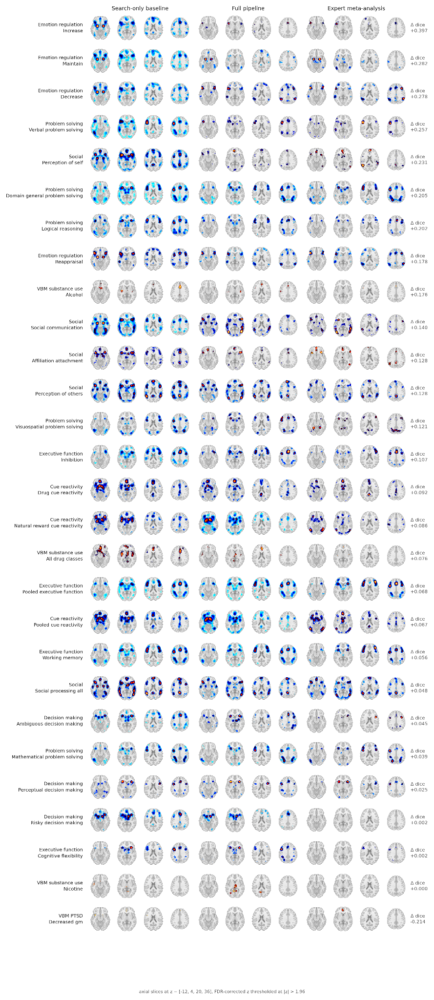 Search-only baseline Full pipeline Expert meta-analysis
Emotion regulation
Increase
Δ dice
+0.397
Emotion regulation
Maintain
Δ dice
+0.282
Emotion regulation
Decrease
Δ dice
+0.278
Problem solving
Verbal problem solving
Δ dice
+0.257
Social
Perception of self
Δ dice
+0.231
Problem solving
Domain general problem solving
Δ dice
+0.205
Problem solving
Logical reasoning
Δ dice
+0.202
Emotion regulation
Reappraisal
Δ dice
+0.178
VBM substance use
Alcohol
Δ dice
+0.176
Social
Social communication
Δ dice
+0.140
Social
Affiliation attachment
Δ dice
+0.128
Social
Perception of others
Δ dice
+0.128
Problem solving
Visuospatial problem solving
Δ dice
+0.121
Executive function
Inhibition
Δ dice
+0.107
Cue reactivity
Drug cue reactivity
Δ dice
+0.092
Cue reactivity
Natural reward cue reactivity
Δ dice
+0.086
VBM substance use
All drug classes
Δ dice
+0.076
Executive function
Pooled executive function
Δ dice
+0.068
Cue reactivity
Pooled cue reactivity
Δ dice
+0.067
Executive function
Working memory
Δ dice
+0.056
Social
Social processing all
Δ dice
+0.048
Decision making
Ambiguous decision making
Δ dice
+0.045
Problem solving
Mathematical problem solving
Δ dice
+0.039
Decision making
Perceptual decision making
Δ dice
+0.025
Decision making
Risky decision making
Δ dice
+0.002
Executive function
Cognitive flexibility
Δ dice
+0.002
VBM substance use
Nicotine
Δ dice
+0.000
VBM PTSD
Decreased gm
Δ dice
-0.214
axial slices at z = [-12, 4, 20, 36], FDR-corrected z thresholded at |z| > 1.96